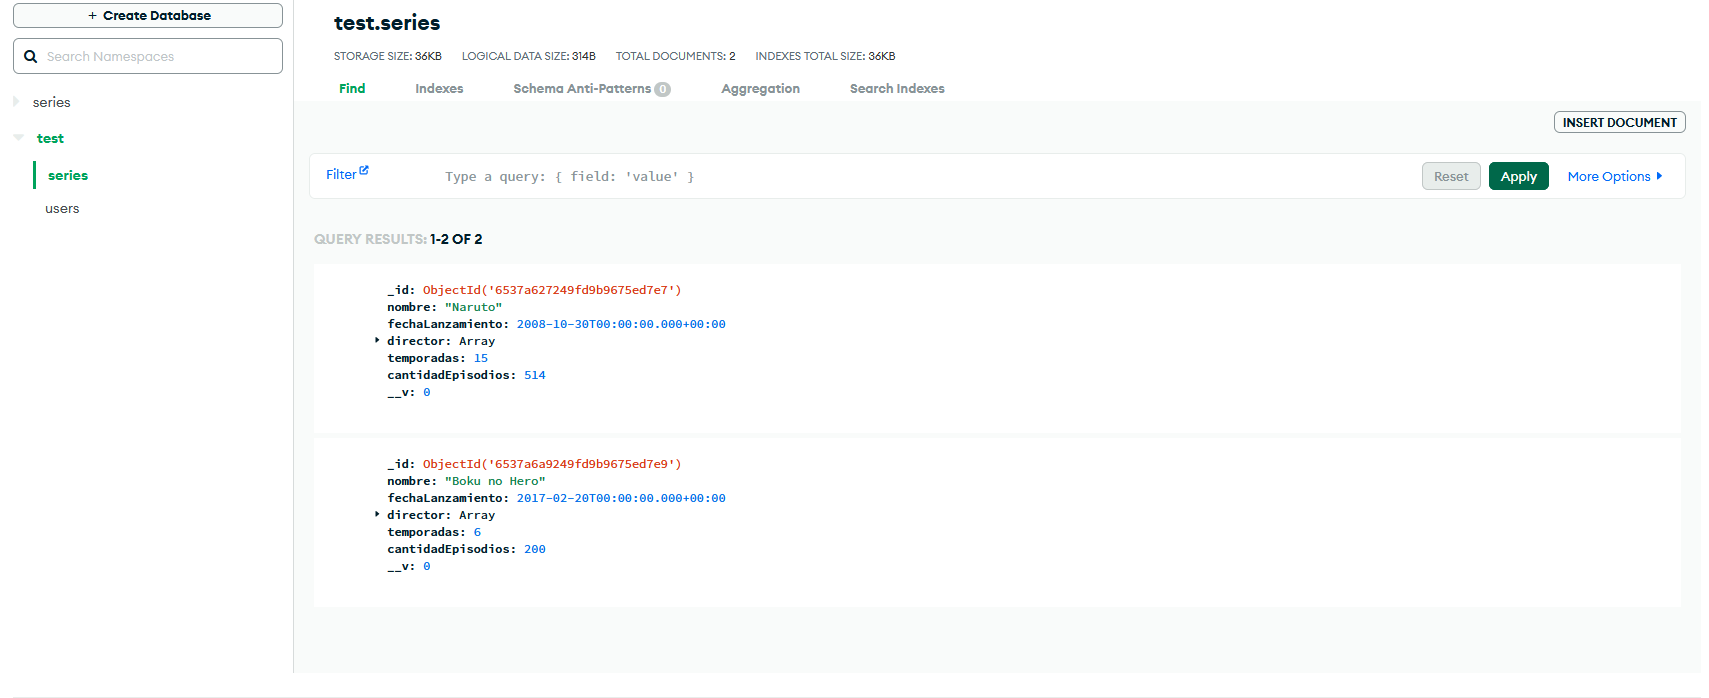 + Create Database
Search Namespaces
series
test
series
users
test.series
STORAGE SIZE: 36KB LOGICAL DATA SIZE: 314B TOTAL DOCUMENTS: 2 INDEXES TOTAL SIZE: 36KB
Find Indexes Schema Anti-Patterns 0 Aggregation Search Indexes
INSERT DOCUMENT
Filter Type a query: { field: 'value' } Reset Apply More Options
QUERY RESULTS: 1-2 OF 2
_id: ObjectId('6537a627249fd9b9675ed7e7')
nombre: "Naruto"
fechaLanzamiento: 2008-10-30T00:00:00.000+00:00
director: Array
temporadas: 15
cantidadEpisodios: 514
__v: 0
_id: ObjectId('6537a6a9249fd9b9675ed7e9')
nombre: "Boku no Hero"
fechaLanzamiento: 2017-02-20T00:00:00.000+00:00
director: Array
temporadas: 6
cantidadEpisodios: 200
__v: 0